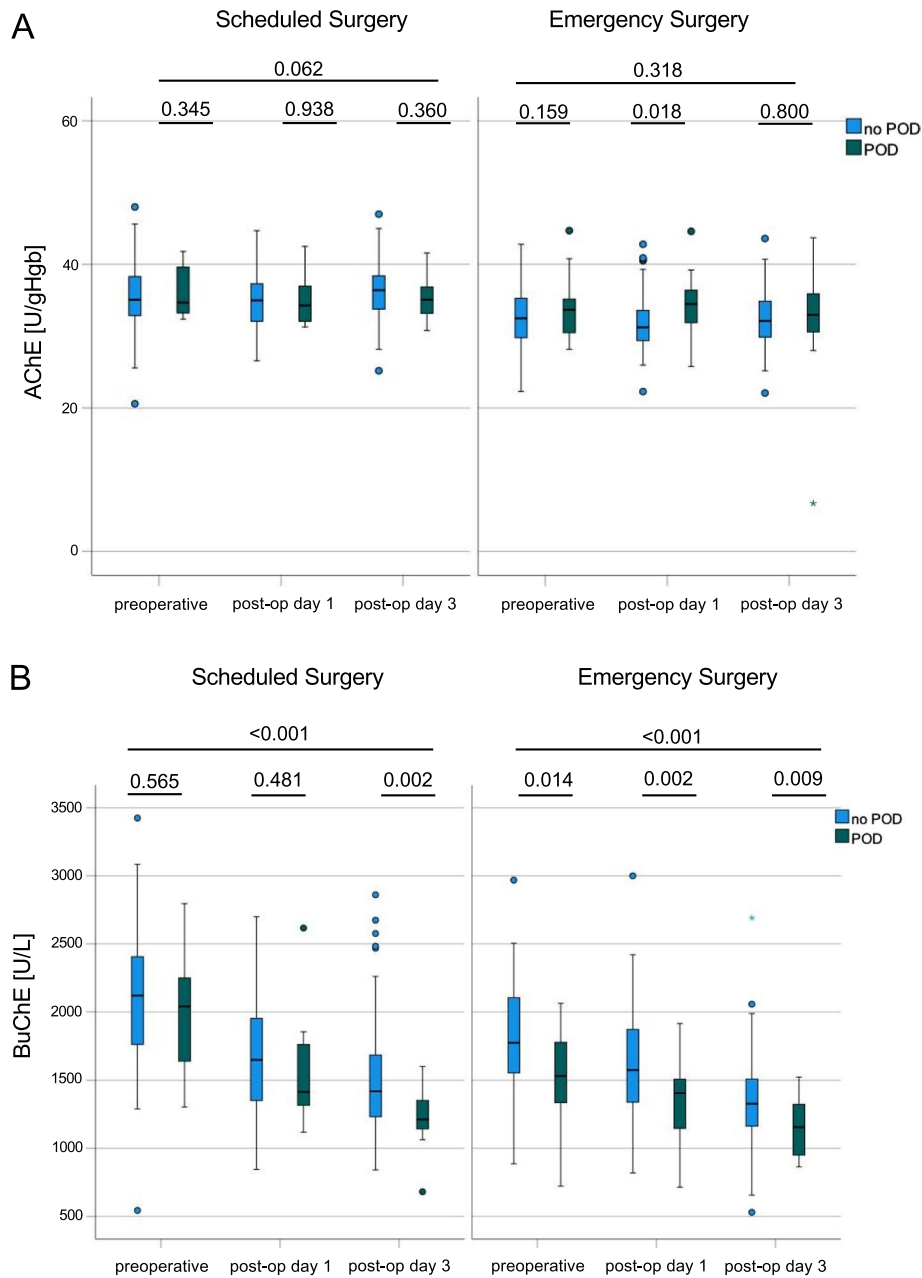 A
Scheduled Surgery
Emergency Surgery
0.062
0.318
0.345 0.938 0.360
0.159 0.018 0.800
no POD
POD
AChE [U/gHgb]
60
40
20
0
preoperative post-op day 1 post-op day 3
preoperative post-op day 1 post-op day 3
B
Scheduled Surgery
Emergency Surgery
<0.001
<0.001
0.565 0.481 0.002
0.014 0.002 0.009
no POD
POD
BuChE [U/L]
3500
3000
2500
2000
1500
1000
500
preoperative post-op day 1 post-op day 3
preoperative post-op day 1 post-op day 3